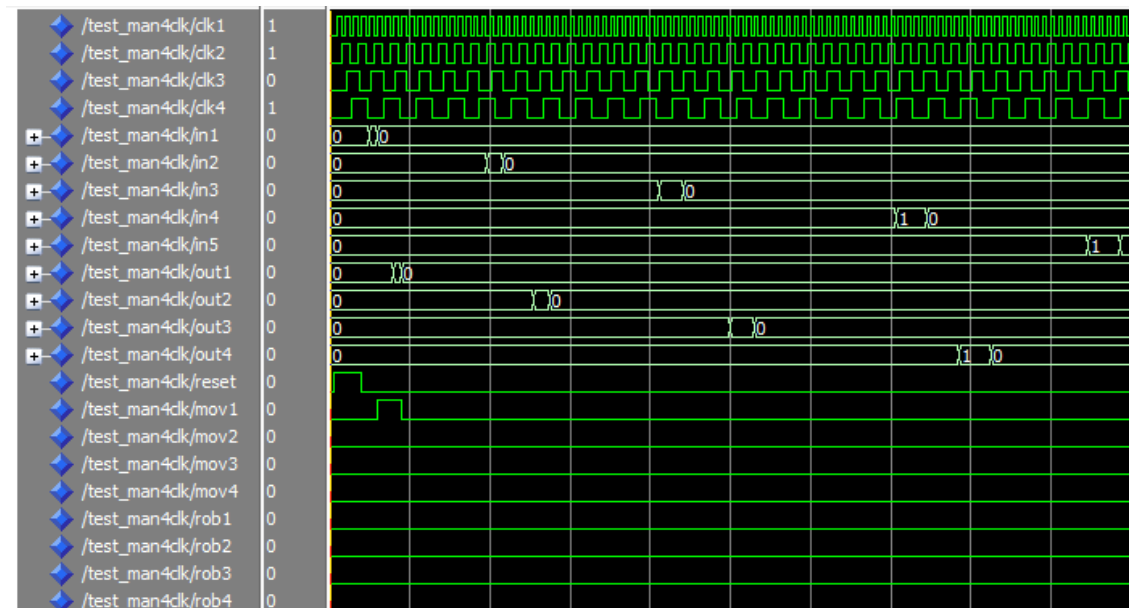 /test_man4clk/clk1 1
/test_man4clk/clk2 1
/test_man4clk/clk3 0
/test_man4clk/clk4 1
/test_man4clk/in1 0 0 0
/test_man4clk/in2 0 0 0
/test_man4clk/in3 0 0 0
/test_man4clk/in4 0 0 1 0
/test_man4clk/in5 0 0 1
/test_man4clk/out1 0 0 0
/test_man4clk/out2 0 0 0
/test_man4clk/out3 0 0 0
/test_man4clk/out4 0 0 1 0
/test_man4clk/reset 0
/test_man4clk/mov1 0
/test_man4clk/mov2 0
/test_man4clk/mov3 0
/test_man4clk/mov4 0
/test_man4clk/rob1 0
/test_man4clk/rob2 0
/test_man4clk/rob3 0
/test_man4clk/rob4 0